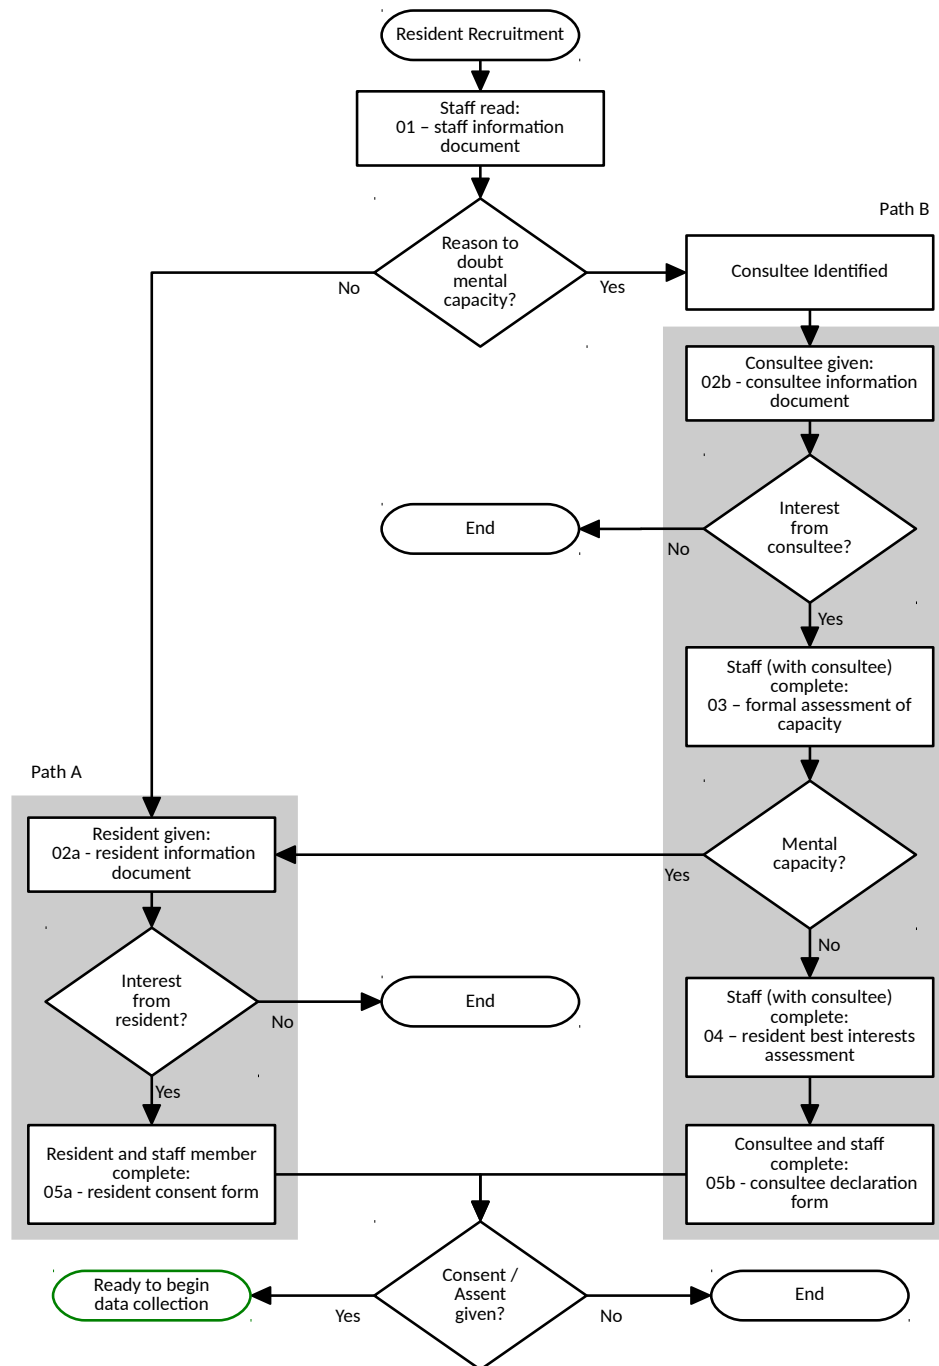 Resident Recruitment
Staff read:
01 – staff information
document
Path B
Reason to
doubt
mental
capacity?
No
Yes
Consultee Identified
Consultee given:
02b - consultee information
document
Interest
from
consultee?
End
No
Yes
Staff (with consultee)
complete:
03 – formal assessment of
capacity
Path A
Resident given:
02a - resident information
document
Mental
capacity?
Yes
No
Interest
from
resident?
End
No
Yes
Staff (with consultee)
complete:
04 – resident best interests
assessment
Resident and staff member
complete:
05a - resident consent form
Consultee and staff
complete:
05b - consultee declaration
form
Ready to begin
data collection
Yes
Consent /
Assent
given?
No
End